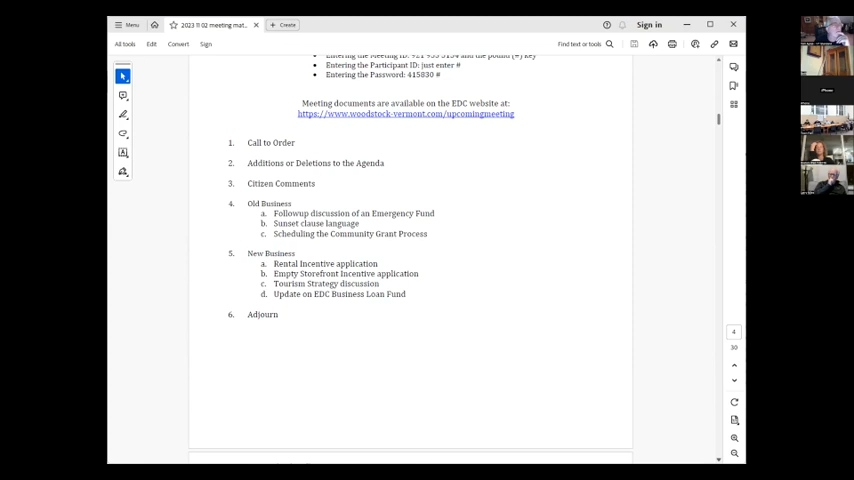 Menu
2023 11 02 meeting mat...
Create
Sign in
All tools
Edit
Convert
Sign
Find text or tools
Entering the Participant ID: just enter #
Entering the Password: 415830 #
Meeting documents are available on the EDC website at:
https://www.woodstock-vermont.com/upcomingmeeting
1. Call to Order
2. Additions or Deletions to the Agenda
3. Citizen Comments
4. Old Business
a. Followup discussion of an Emergency Fund
b. Sunset clause language
c. Scheduling the Community Grant Process
5. New Business
a. Rental Incentive application
b. Empty Storefront Incentive application
c. Tourism Strategy discussion
d. Update on EDC Business Loan Fund
6. Adjourn
4
30